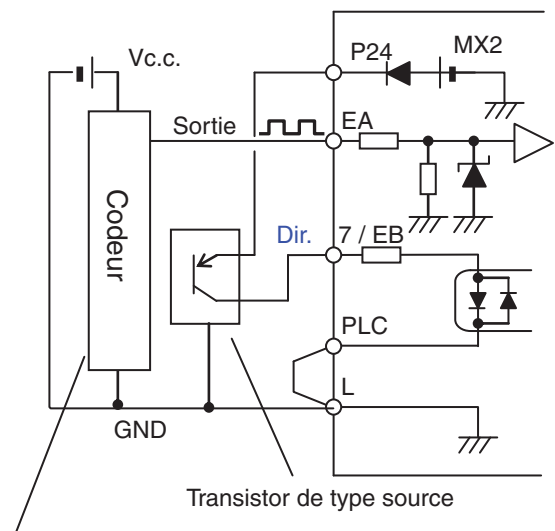 Vc.c.
P24
MX2
Sortie
EA
Codeur
Dir.
7 / EB
PLC
L
GND
Transistor de type source